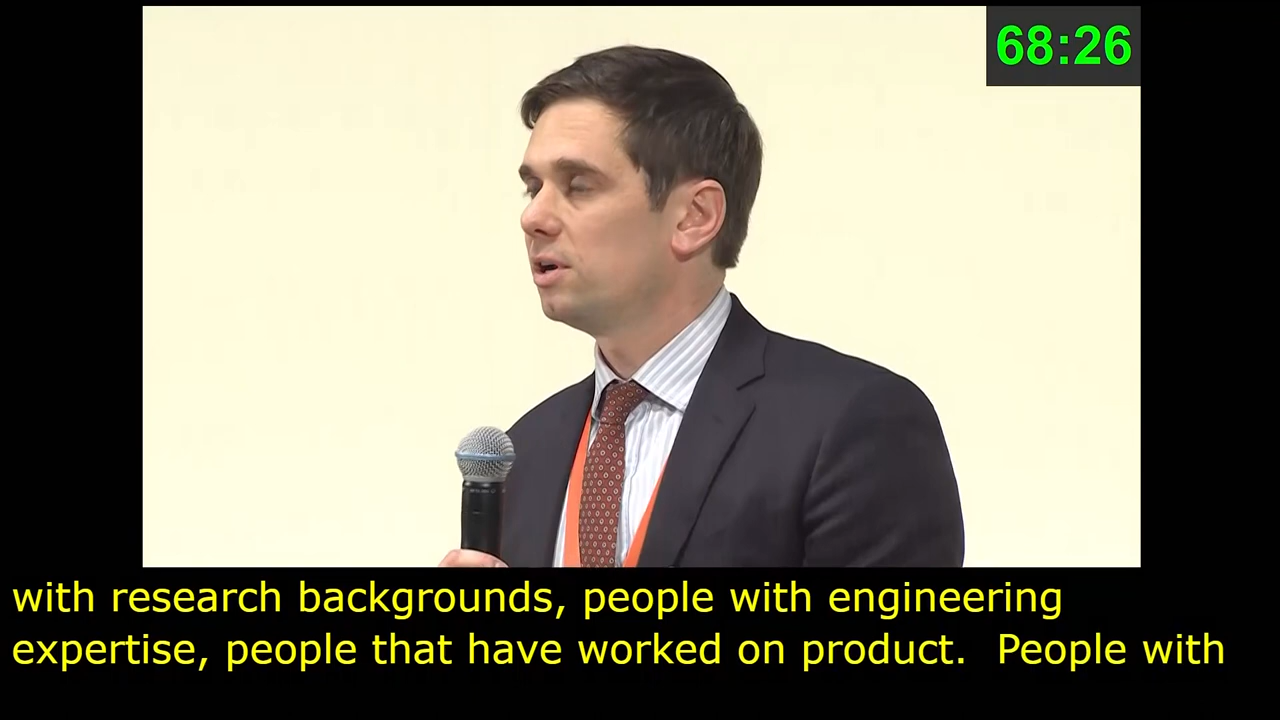 68:26
with research backgrounds, people with engineering
expertise, people that have worked on product.  People with